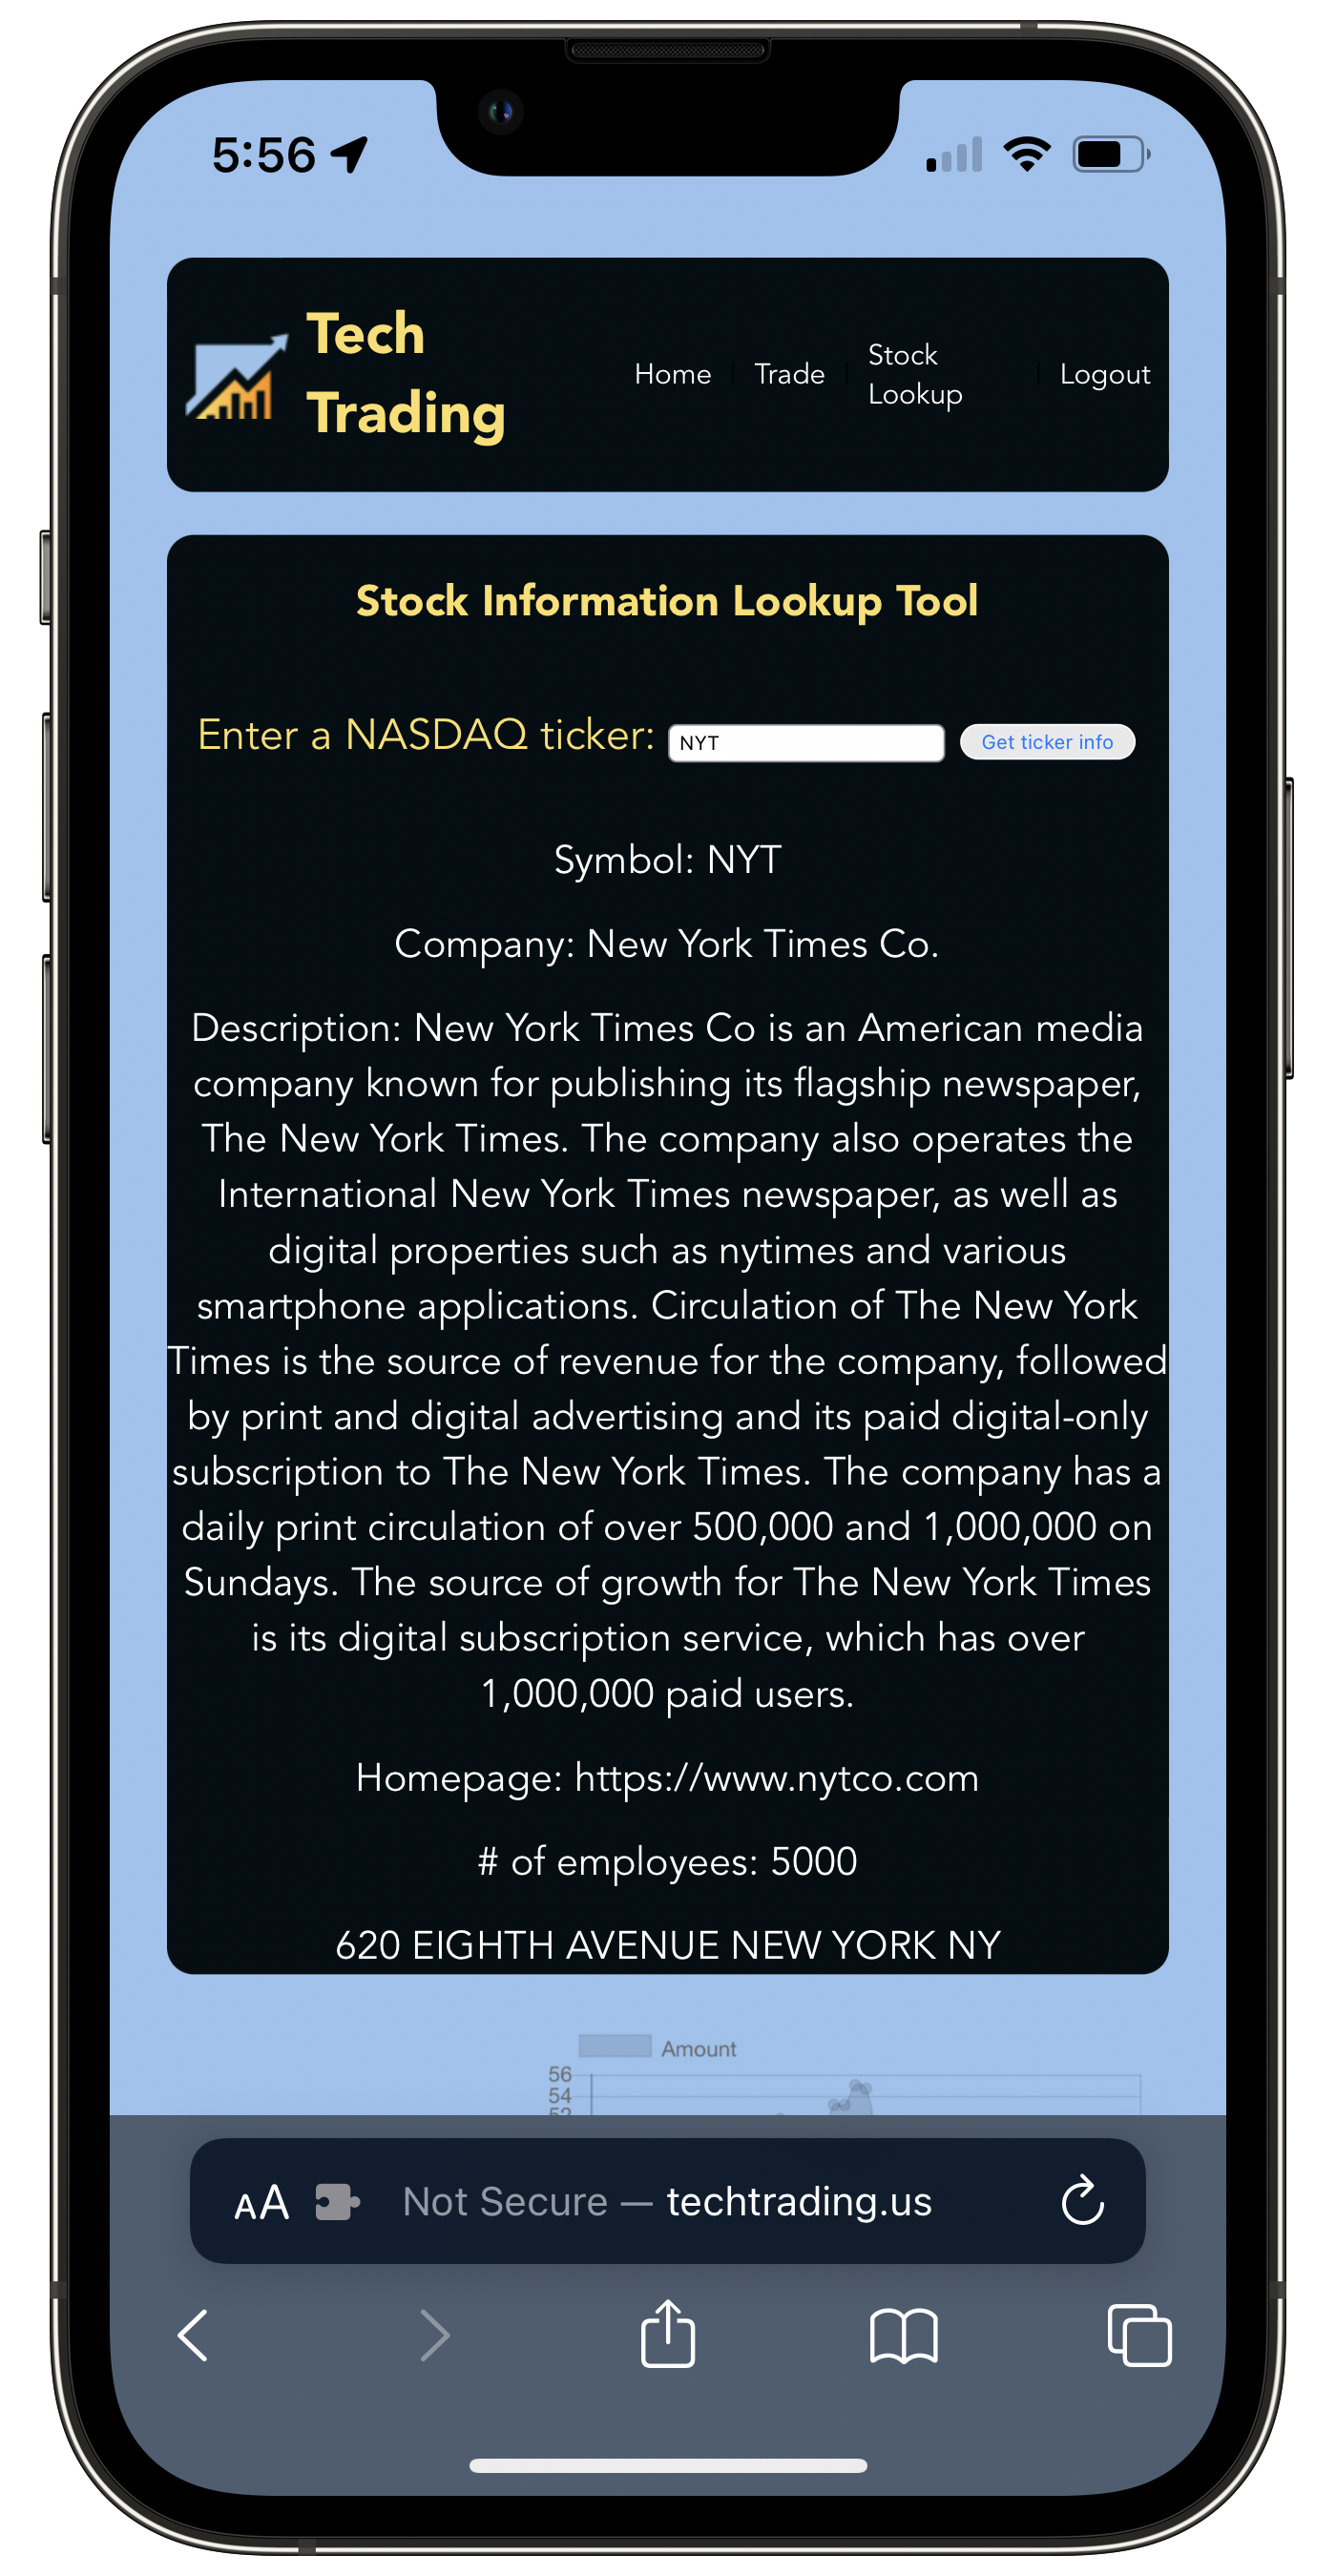 5:56
Tech
Trading
Home
Trade
Stock
Lookup
Logout
Stock Information Lookup Tool
Enter a NASDAQ ticker: NYT Get ticker info
Symbol: NYT
Company: New York Times Co.
Description: New York Times Co is an American media
company known for publishing its flagship newspaper,
The New York Times. The company also operates the
International New York Times newspaper, as well as
digital properties such as nytimes and various
smartphone applications. Circulation of The New York
Times is the source of revenue for the company, followed
by print and digital advertising and its paid digital-only
subscription to The New York Times. The company has a
daily print circulation of over 500,000 and 1,000,000 on
Sundays. The source of growth for The New York Times
is its digital subscription service, which has over
1,000,000 paid users.
Homepage: https://www.nytco.com
# of employees: 5000
620 EIGHTH AVENUE NEW YORK NY
Amount
56
54
52
AA Not Secure — techtrading.us